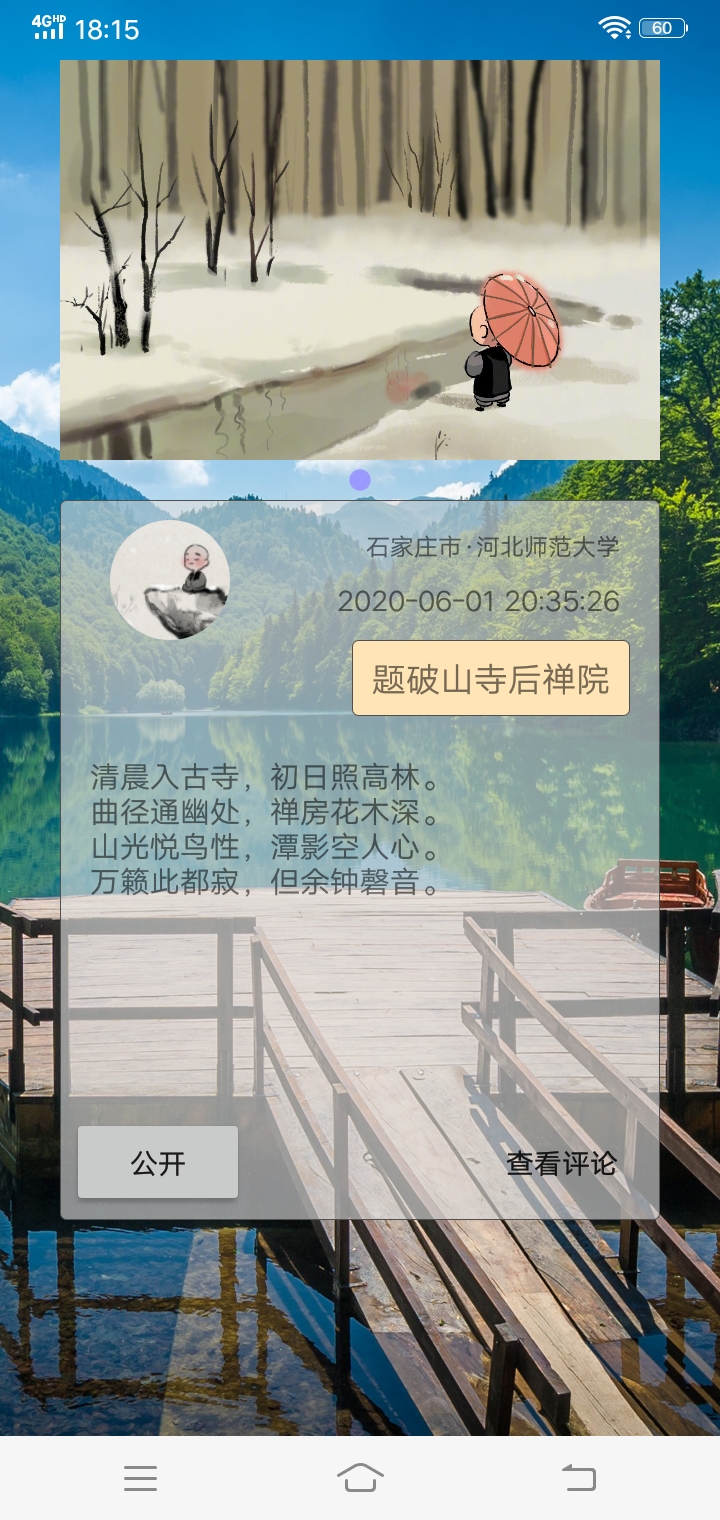 4GHD 18:15 60
石家庄市·河北师范大学
2020-06-01 20:35:26
题破山寺后禅院
清晨入古寺，初日照高林。
曲径通幽处，禅房花木深。
山光悦鸟性，潭影空人心。
万籁此都寂，但余钟磬音。
公开 查看评论